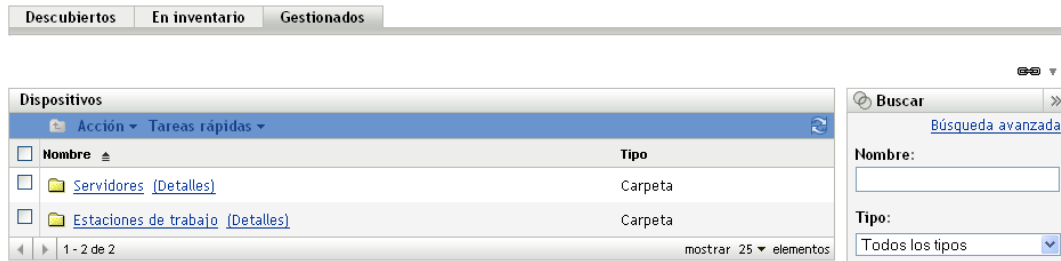 Descubiertos En inventario Gestionados
Dispositivos
Acción Tareas rápidas
Nombre Tipo
Servidores (Detalles) Carpeta
Estaciones de trabajo (Detalles) Carpeta
1 - 2 de 2 mostrar 25 elementos
Buscar
Búsqueda avanzada
Nombre:
Tipo:
Todos los tipos